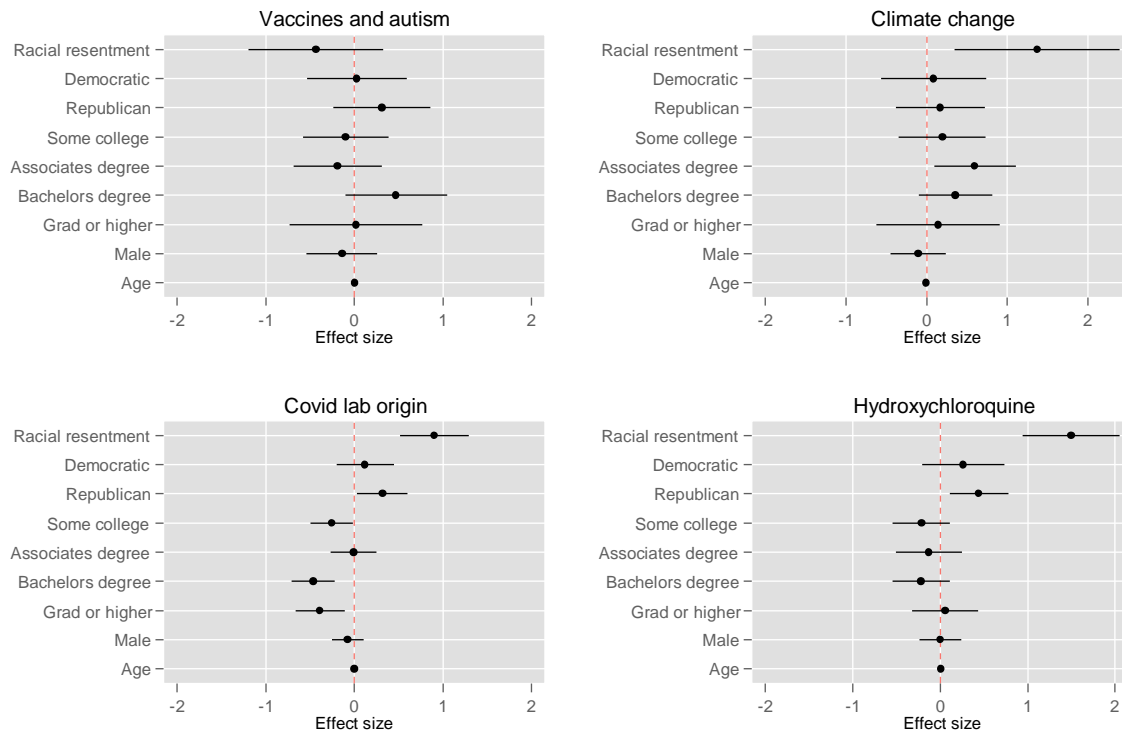 Vaccines and autism
Racial resentment
Democratic
Republican
Some college
Associates degree
Bachelors degree
Grad or higher
Male
Age
-2 -1 0 1 2
Effect size
Climate change
Racial resentment
Democratic
Republican
Some college
Associates degree
Bachelors degree
Grad or higher
Male
Age
-2 -1 0 1 2
Effect size
Covid lab origin
Racial resentment
Democratic
Republican
Some college
Associates degree
Bachelors degree
Grad or higher
Male
Age
-2 -1 0 1 2
Effect size
Hydroxychloroquine
Racial resentment
Democratic
Republican
Some college
Associates degree
Bachelors degree
Grad or higher
Male
Age
-2 -1 0 1 2
Effect size